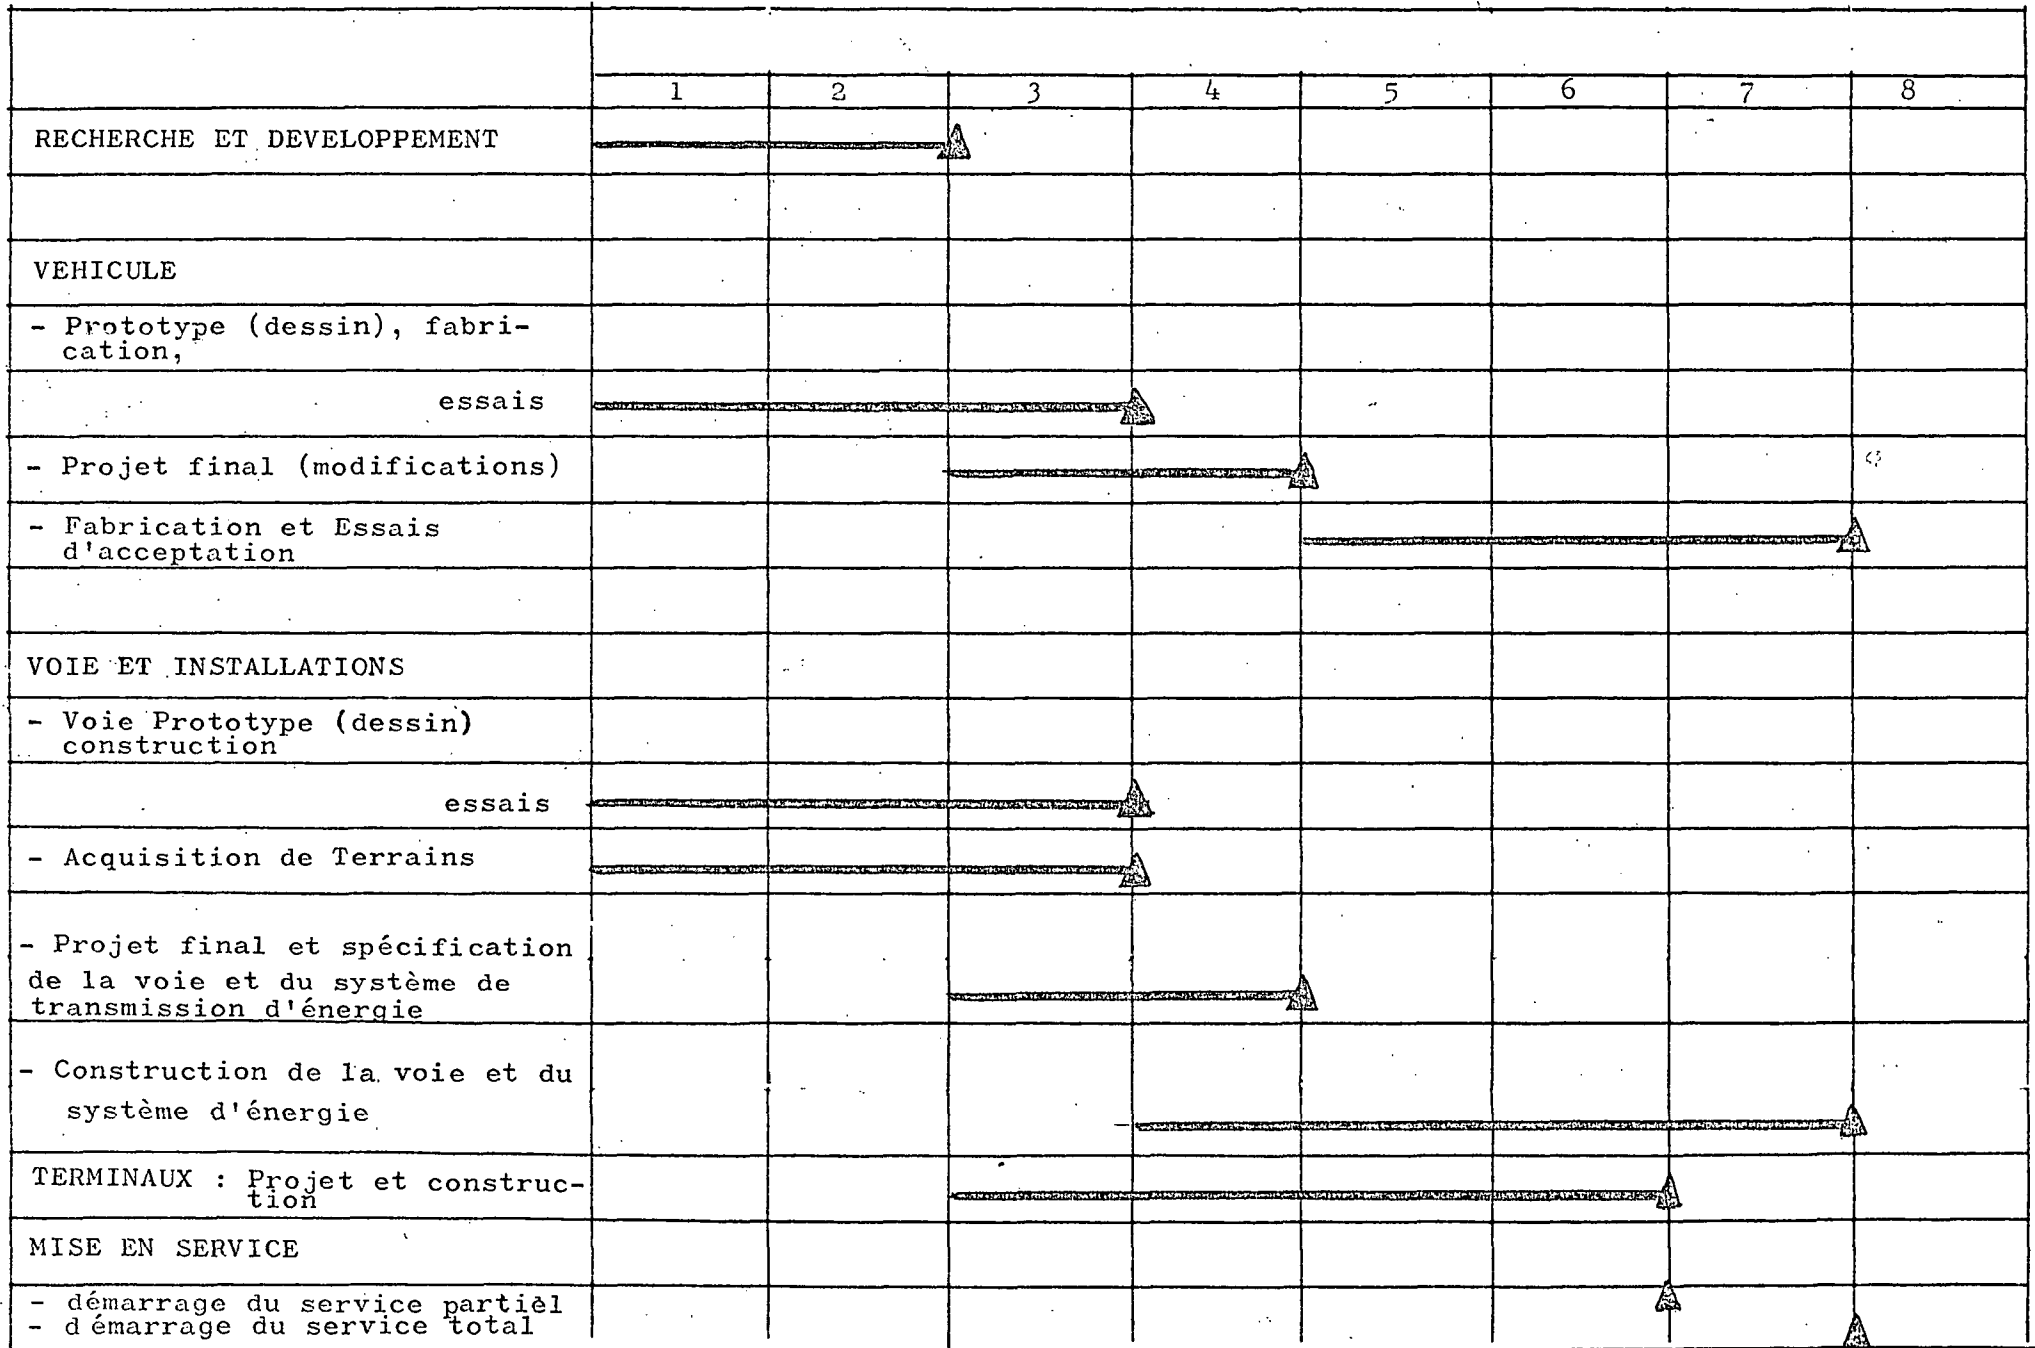 1 2 3 4 5 6 7 8
RECHERCHE ET DEVELOPPEMENT
VEHICULE
- Prototype (dessin), fabri-
cation,
essais
- Projet final (modifications)
- Fabrication et Essais
d'acceptation
VOIE ET INSTALLATIONS
- Voie Prototype (dessin)
construction
essais
- Acquisition de Terrains
- Projet final et spécification
de la voie et du système de
transmission d'énergie
- Construction de la voie et du
système d'énergie
TERMINAUX : Projet et construc-
tion
MISE EN SERVICE
- démarrage du service partièl
- démarrage du service total